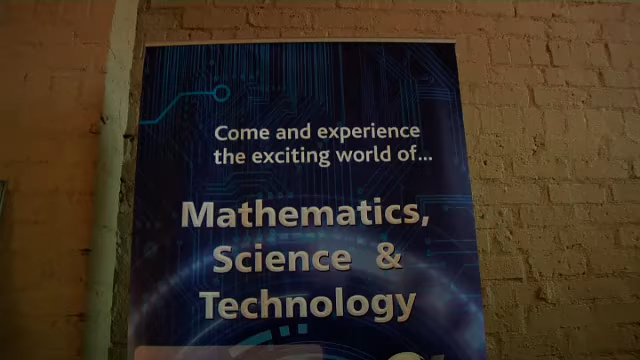 Come and experience
the exciting world of...
Mathematics,
Science &
Technology